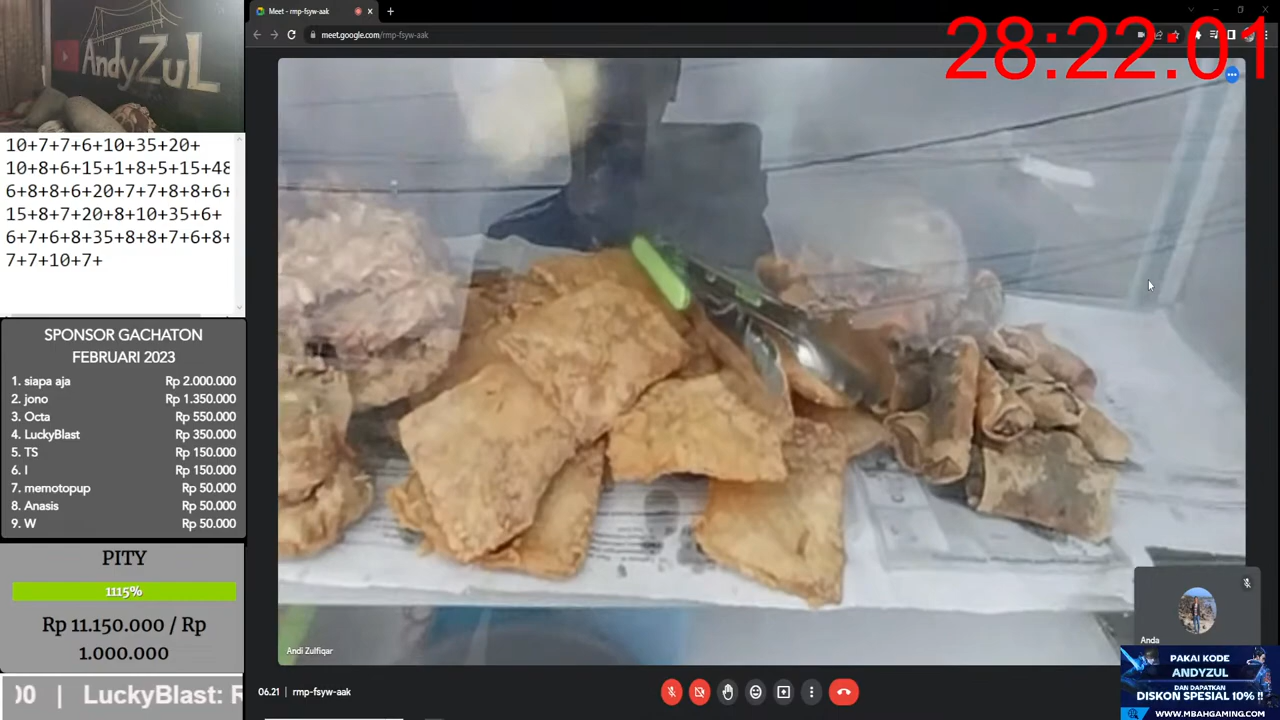 Meet - rmp-fsyw-aak
meet.google.com/rmp-fsyw-aak
28:22:01
AndyZuL
10+7+7+6+10+35+20+
10+8+6+15+1+8+5+15+48
6+8+8+6+20+7+7+8+8+6+
15+8+7+20+8+10+35+6+
6+7+6+8+35+8+8+7+6+8+
7+7+10+7+
SPONSOR GACHATON
FEBRUARI 2023
1. siapa aja Rp 2.000.000
2. jono Rp 1.350.000
3. Octa Rp 550.000
4. LuckyBlast Rp 350.000
5. TS Rp 150.000
6. I Rp 150.000
7. memotopup Rp 50.000
8. Anasis Rp 50.000
9. W Rp 50.000
PITY
1115%
Rp 11.150.000 / Rp
1.000.000
00 | LuckyBlast: R
Andi Zulfiqar
Anda
06.21 | rmp-fsyw-aak
PAKAI KODE
ANDYZUL
DAN DAPATKAN
DISKON SPESIAL 10% !!
WWW.MBAHGAMING.COM